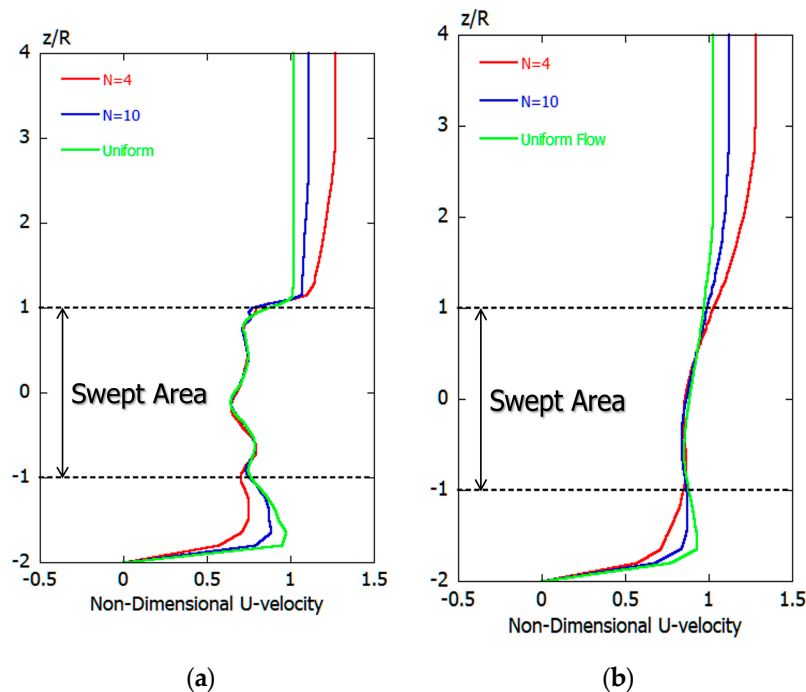 z/R
4
N=4
3
N=10
Uniform
2
1
0
Swept Area
-1
-2
-0.5
0
0.5
1
1.5
Non-Dimensional U-velocity
(a)
z/R
4
N=4
3
N=10
Uniform Flow
2
1
0
Swept Area
-1
-2
-0.5
0
0.5
1
1.5
Non-Dimensional U-velocity
(b)